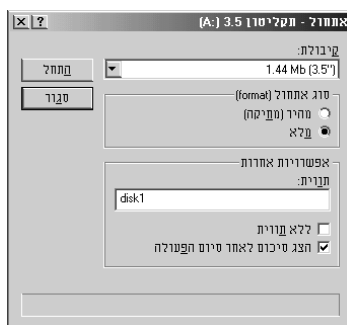 אתחול - תקליטון 3.5 (A:)
קיבולת:
1.44 Mb (3.5")
התחל
סגור
סוג אתחול (format)
מהיר (מחיקה)
מלא
אפשרויות אחרות
תווית:
disk1
ללא תווית
הצג סיכום לאחר סיום הפעולה